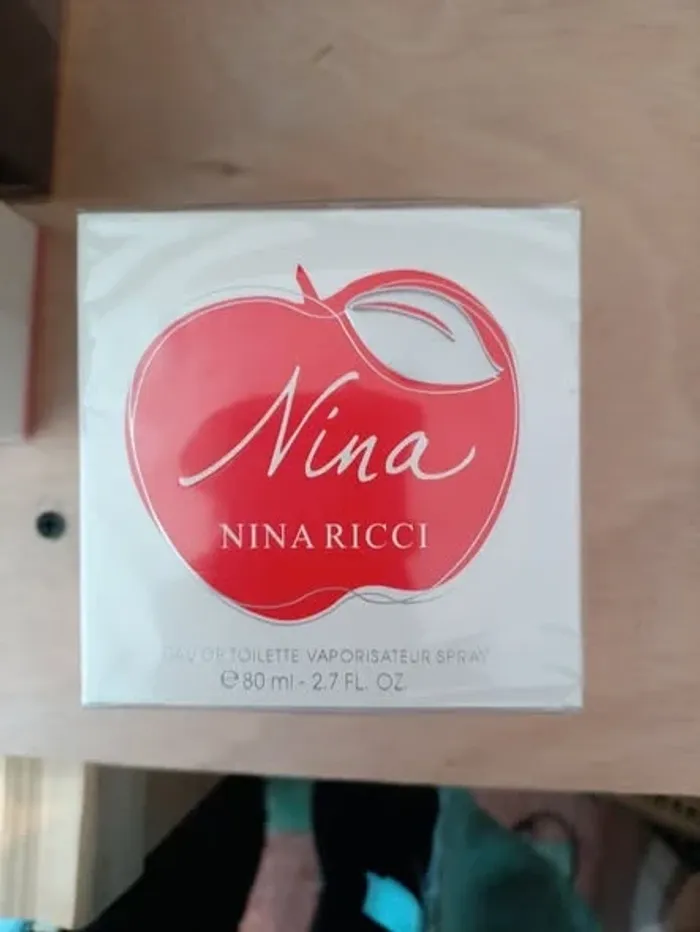 Nina
NINA RICCI
EAU DE TOILETTE VAPORISATEUR SPRAY
℮ 80 ml - 2.7 FL. OZ